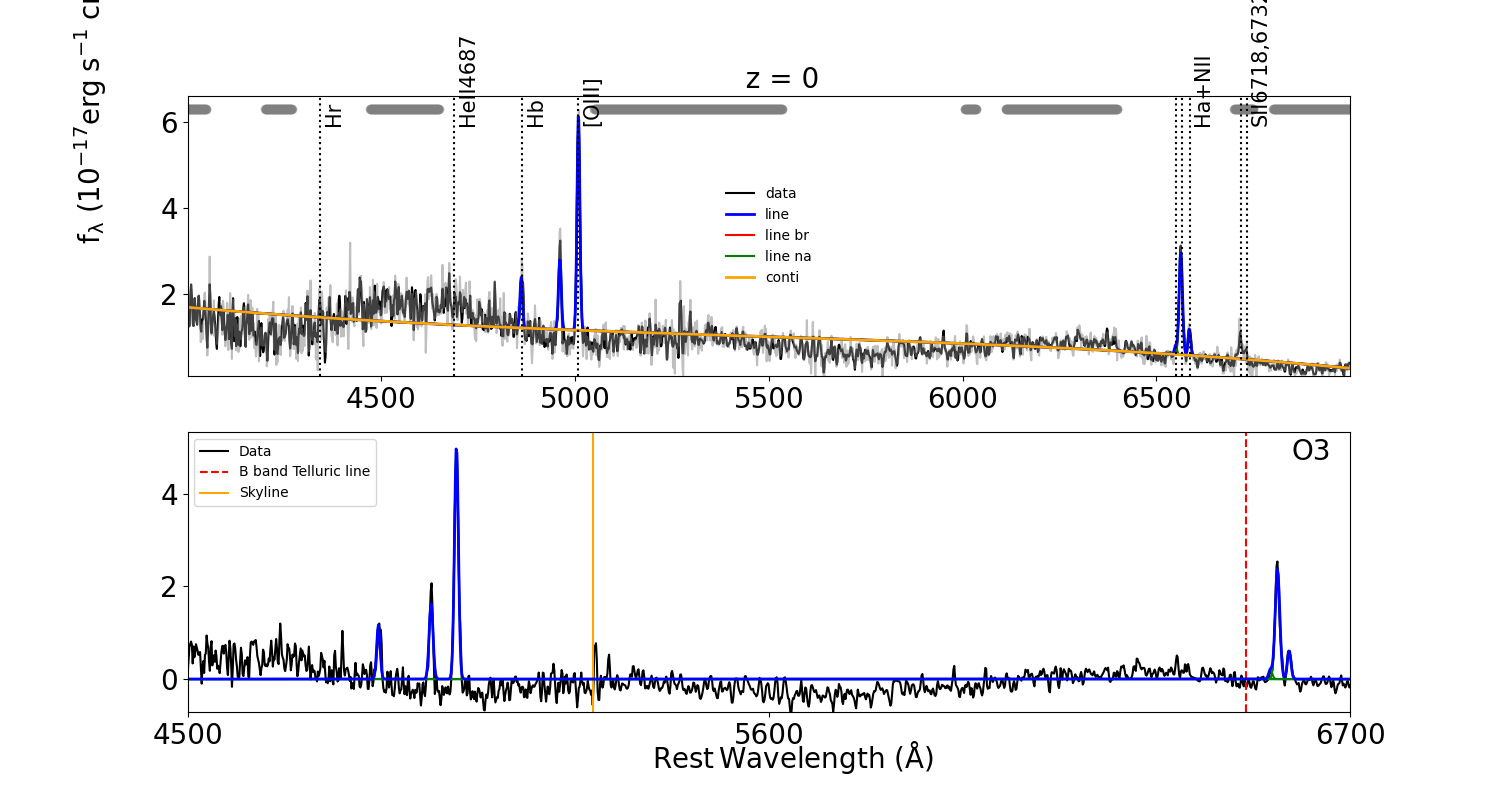 z = 0
f_λ (10^−17 erg s^−1 c
Hr
HeII4687
Hb
[OIII]
Ha+NII
SII6718,6732
6
4
2
data
line
line br
line na
conti
4500
5000
5500
6000
6500
O3
Data
B band Telluric line
Skyline
4
2
0
4500
5600
6700
Rest Wavelength (Å)